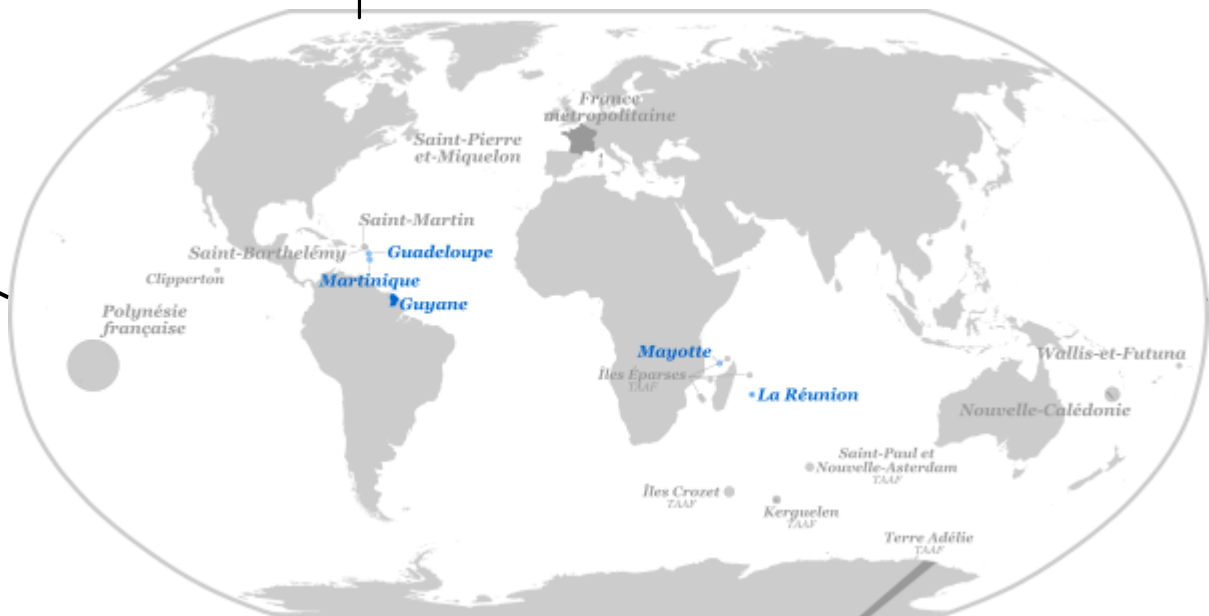 France
métropolitaine
Saint-Pierre
et-Miquelon
Saint-Martin
Saint-Barthelémy
Guadeloupe
Clipperton
Martinique
Guyane
Polynésie
française
Mayotte
Wallis-et-Futuna
Îles Éparses
TAAF
La Réunion
Nouvelle-Calédonie
Saint-Paul et
Nouvelle-Asterdam
TAAF
Îles Crozet
TAAF
Kerguelen
TAAF
Terre Adélie
TAAF